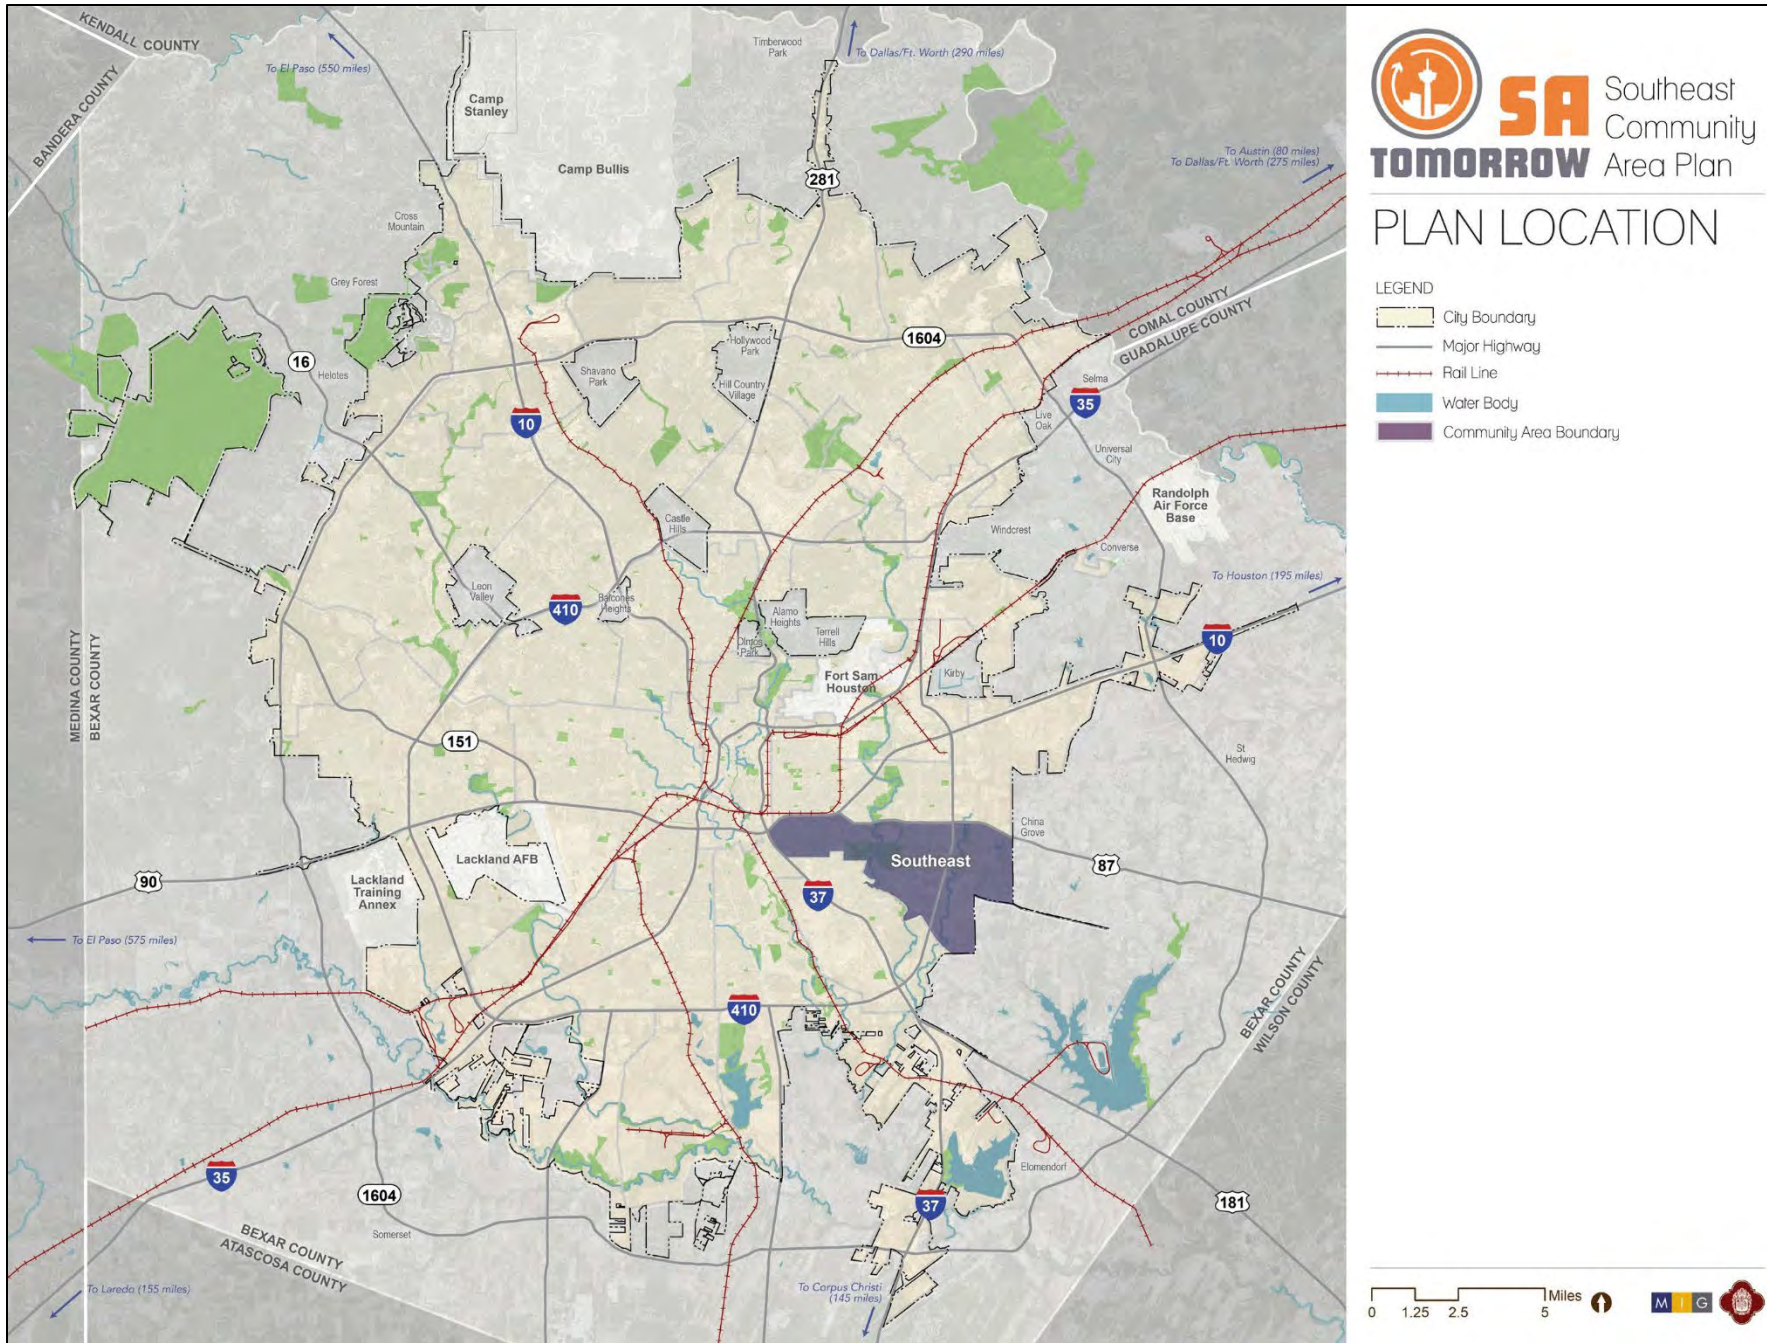 KENDALL COUNTY
BANDERA COUNTY
To El Paso (550 miles)
Camp
Stanley
Camp Bullis
Timberwood
Park
To Dallas/Ft. Worth (290 miles)
281
To Austin (80 miles)
To Dallas/Ft. Worth (275 miles)
Cross
Mountain
Grey Forest
16
Helotes
Shavano
Park
Hollywood
Park
Hill Country
Village
1604
COMAL COUNTY
GUADALUPE COUNTY
Selma
35
Live
Oak
Universal
City
10
Randolph
Air Force
Base
Castle
Hills
Windcrest
Converse
To Houston (195 miles)
Leon
Valley
410
Balcones
Heights
Alamo
Heights
Olmos
Park
Terrell
Hills
Fort Sam
Houston
Kirby
10
MEDINA COUNTY
BEXAR COUNTY
151
St
Hedwig
China
Grove
Southeast
87
Lackland AFB
Lackland
Training
Annex
90
37
To El Paso (575 miles)
410
BEXAR COUNTY
WILSON COUNTY
35
1604
Somerset
Elomendorf
37
181
BEXAR COUNTY
ATASCOSA COUNTY
To Laredo (155 miles)
To Corpus Christi
(145 miles)
SA
TOMORROW
Southeast
Community
Area Plan
PLAN LOCATION
LEGEND
City Boundary
Major Highway
Rail Line
Water Body
Community Area Boundary
Miles
0 1.25 2.5 5
M I G